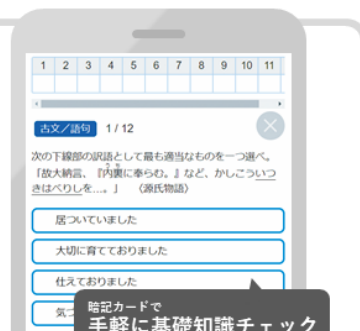 1 2 3 4 5 6 7 8 9 10 11
古文／語句 1 / 12
次の下線部の訳語として最も適当なものを一つ選べ。
うち
「故大納言、『内裏に奉らむ。』など、かしこういつ
きはべりしを…。」 〈源氏物語〉
居ついていました
大切に育てておりました
仕えておりました
気づ
暗記カードで
手軽に基礎知識チェック